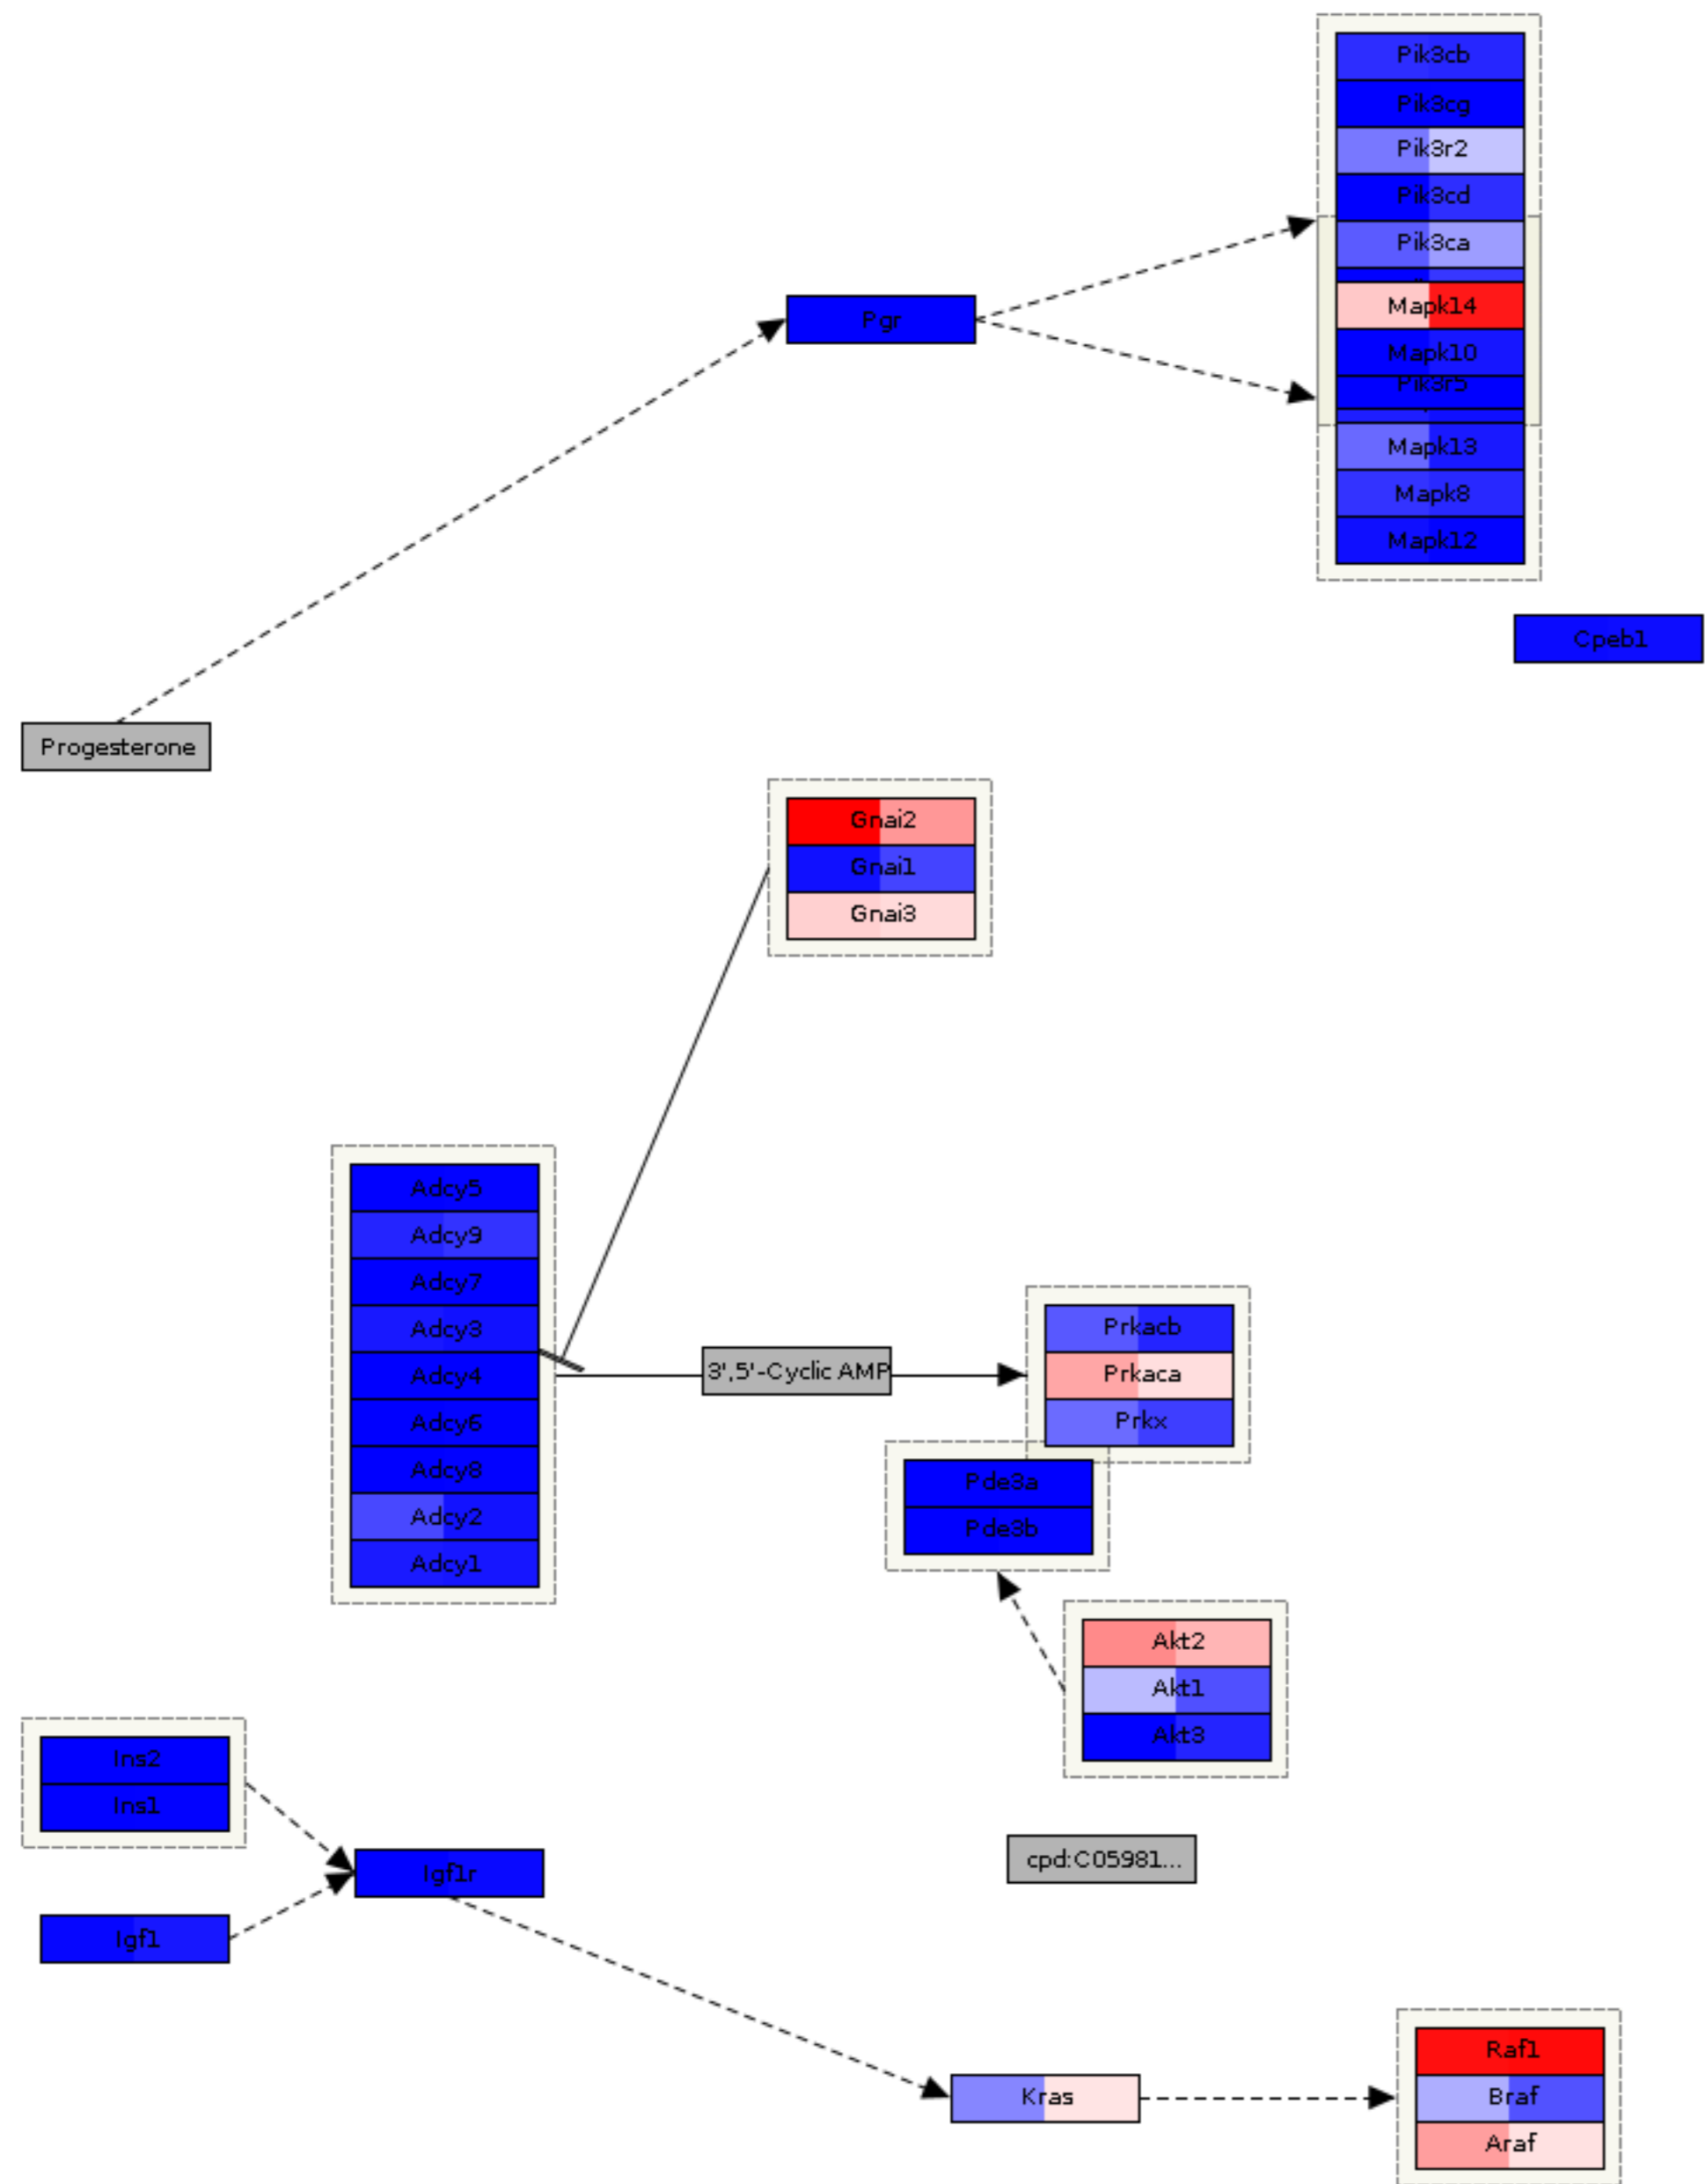 Pik3cb
Pik3cg
Pik3r2
Pik3cd
Pik3ca
Mapk14
Pgr
Mapk10
Pik3r5
Mapk13
Mapk8
Mapk12
Cpeb1
Progesterone
Gnai2
Gnai1
Gnai3
Adcy5
Adcy9
Adcy7
Adcy3
Adcy4
Adcy6
Adcy8
Adcy2
Adcy1
3',5'-Cyclic AMP
Prkacb
Prkaca
Prkx
Pde3a
Pde3b
Akt2
Akt1
Akt3
Ins2
Ins1
Igf1r
Igf1
cpd:C05981...
Kras
Raf1
Braf
Araf